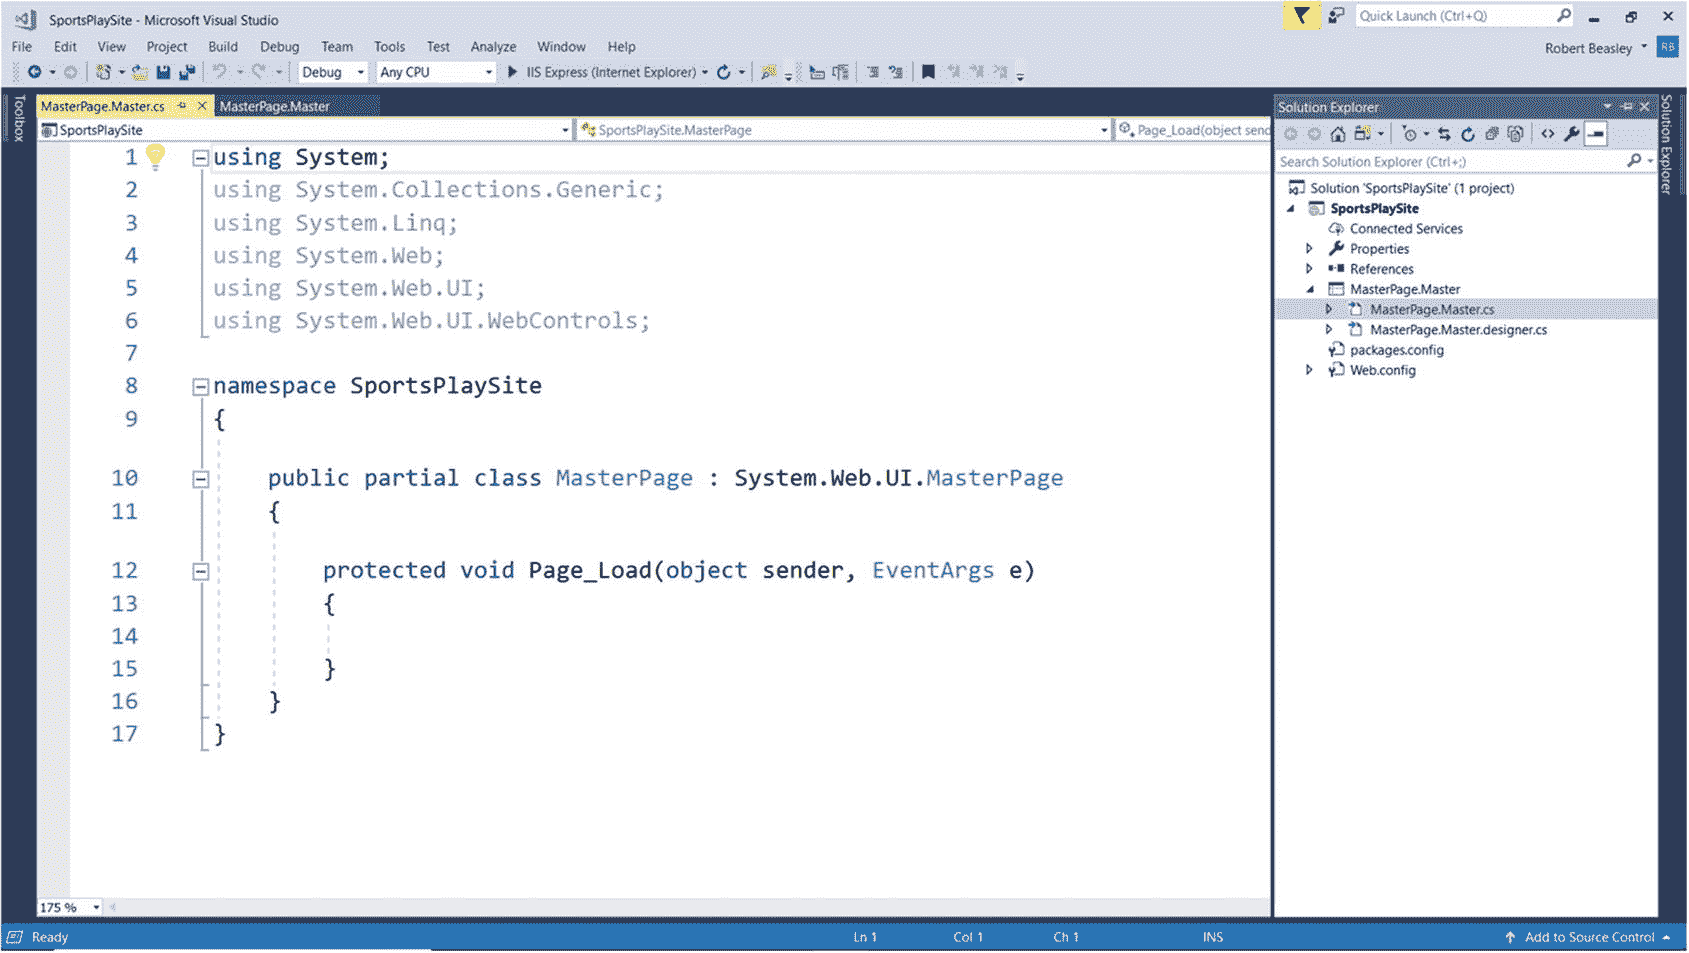 SportsPlaySite - Microsoft Visual Studio
Quick Launch (Ctrl+Q)
File Edit View Project Build Debug Team Tools Test Analyze Window Help
Robert Beasley RB
Debug Any CPU IIS Express (Internet Explorer)
Toolbox
MasterPage.Master.cs MasterPage.Master
SportsPlaySite SportsPlaySite.MasterPage Page_Load(object send
1 using System;
2 using System.Collections.Generic;
3 using System.Linq;
4 using System.Web;
5 using System.Web.UI;
6 using System.Web.UI.WebControls;
7
8 namespace SportsPlaySite
9 {
10 public partial class MasterPage : System.Web.UI.MasterPage
11 {
12 protected void Page_Load(object sender, EventArgs e)
13 {
14
15 }
16 }
17 }
175 %
Solution Explorer
Search Solution Explorer (Ctrl+;)
Solution 'SportsPlaySite' (1 project)
SportsPlaySite
Connected Services
Properties
References
MasterPage.Master
MasterPage.Master.cs
MasterPage.Master.designer.cs
packages.config
Web.config
Solution Explorer
Ready Ln 1 Col 1 Ch 1 INS Add to Source Control